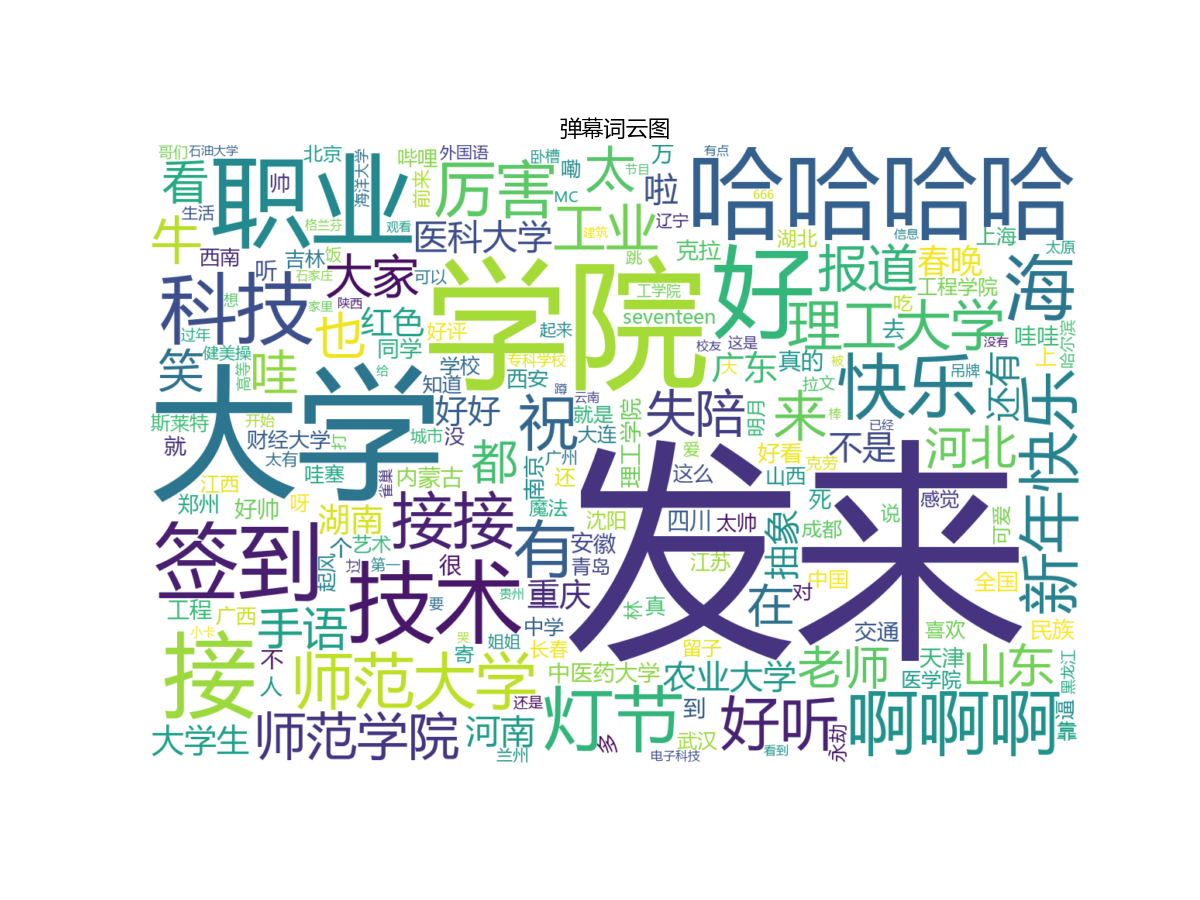 弹幕词云图
哥们
石油大学
北京
哔哩
外国语
卧槽
太
万
有点
看
帅
海洋大学
前来
厉害
嘞
节目
MC
啦
哈哈哈哈
职业
生活
格兰芬
观看
666
辽宁
牛
医科大学
工业
建筑
湖北
信息
上海
太原
西南
听
吉林
饭
跳
克拉
好
报道
春晚
海
科技
石家庄
大家
可以
学院
工学院
吃
工程学院
想
家里
陕西
seventeen
理工大学
去
哇哇
哈尔滨
过年
也
红色
好评
起来
校友
这是
没有
上
笑
健美操
同学
学校
专科学校
广东
真的
快乐
吊牌
还有
新年快乐
哇
高等
给
知道
西安
蹲
天
被
拉文
大学
斯莱特
开始
打
好好
云南
祝
就是
理工学院
失陪
明月
来
棒
已经
就
财经大学
城市
没
大连
爱
不是
河北
太有
哇塞
都
南京
广州
这么
好看
克劳
江西
内蒙古
雀巢
还
山西
发来
郑州
好帅
呀
接接
魔法
沈阳
四川
太帅
死
感觉
可爱
签到
湖南
有
抽象
成都
说
起风
个
艺术
安徽
过
第一
很
青岛
江苏
中国
全国
技术
贵州
重庆
林
真
在
对
工程
广西
手语
要
小卡
中学
交通
喜欢
民族
接
不
哭
姐姐
长春
留子
天津
人
师范大学
寄
中医药大学
农业大学
老师
医学院
山东
黑龙江
还是
灯节
到
好听
啊啊啊
大学生
师范学院
河南
兰州
多
武汉
电子科技
看到
永劫